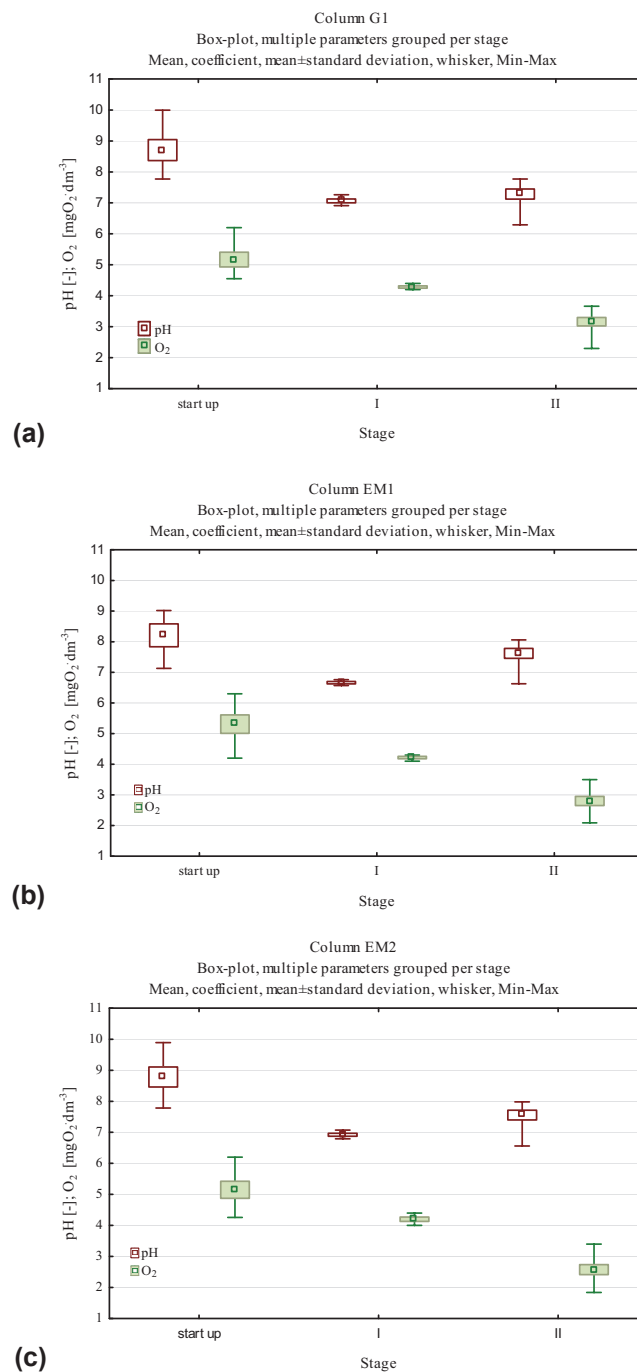 Column G1
Box-plot, multiple parameters grouped per stage
Mean, coefficient, mean±standard deviation, whisker, Min-Max
pH [-]; O₂ [mgO₂·dm⁻³]
11
10
9
8
7
6
5
4
3
2
1
pH
O₂
start up I II
Stage
(a)
Column EM1
Box-plot, multiple parameters grouped per stage
Mean, coefficient, mean±standard deviation, whisker, Min-Max
pH [-]; O₂ [mgO₂·dm⁻³]
11
10
9
8
7
6
5
4
3
2
1
pH
O₂
start up I II
Stage
(b)
Column EM2
Box-plot, multiple parameters grouped per stage
Mean, coefficient, mean±standard deviation, whisker, Min-Max
pH [-]; O₂ [mgO₂·dm⁻³]
11
10
9
8
7
6
5
4
3
2
1
pH
O₂
start up I II
Stage
(c)